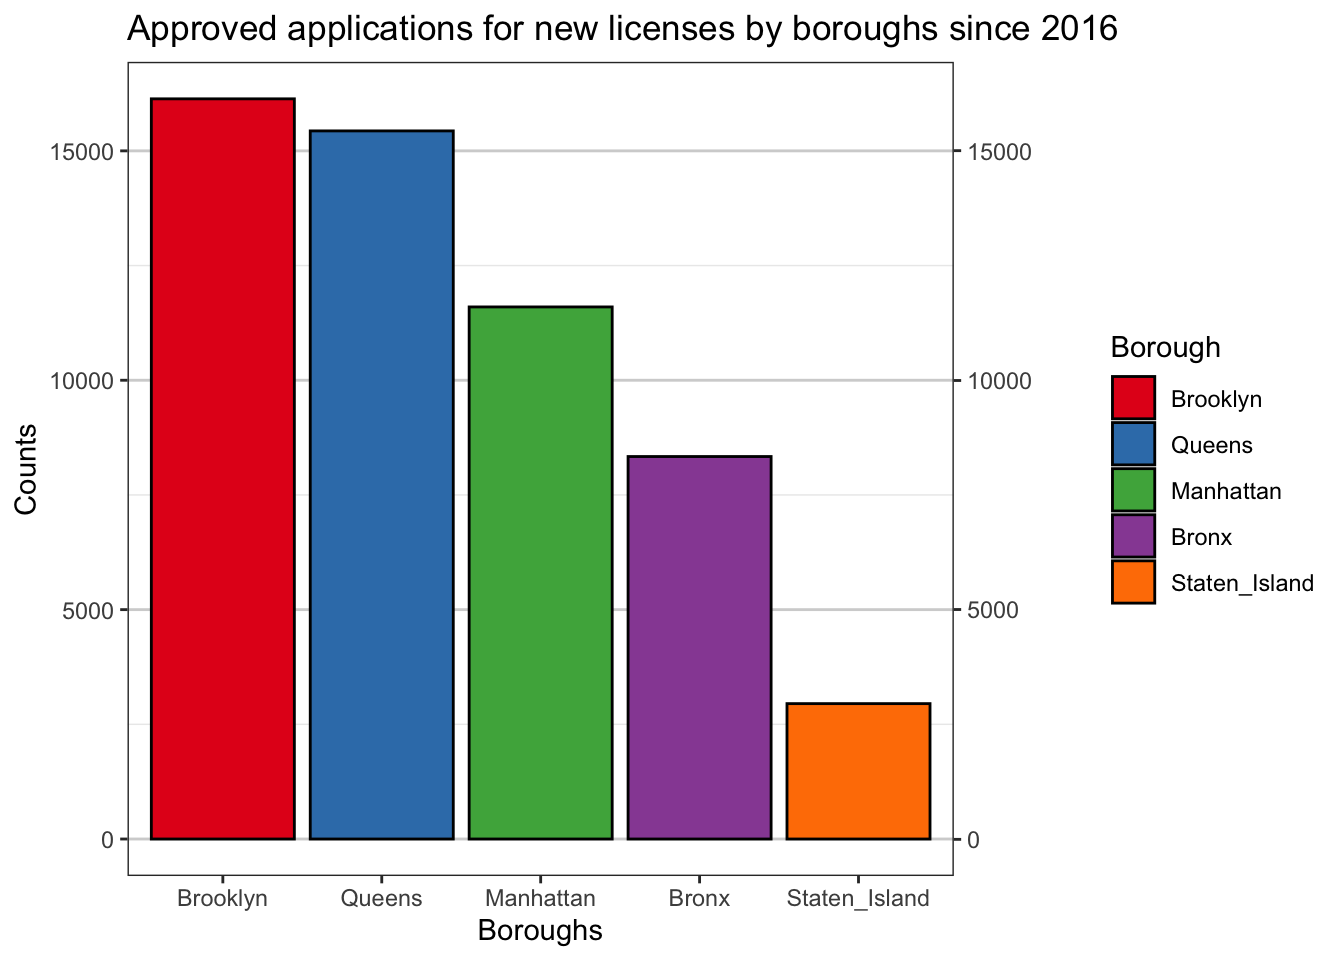 Approved applications for new licenses by boroughs since 2016
Counts
15000
10000
5000
0
15000
10000
5000
0
Brooklyn Queens Manhattan Bronx Staten_Island
Boroughs
Borough
Brooklyn
Queens
Manhattan
Bronx
Staten_Island